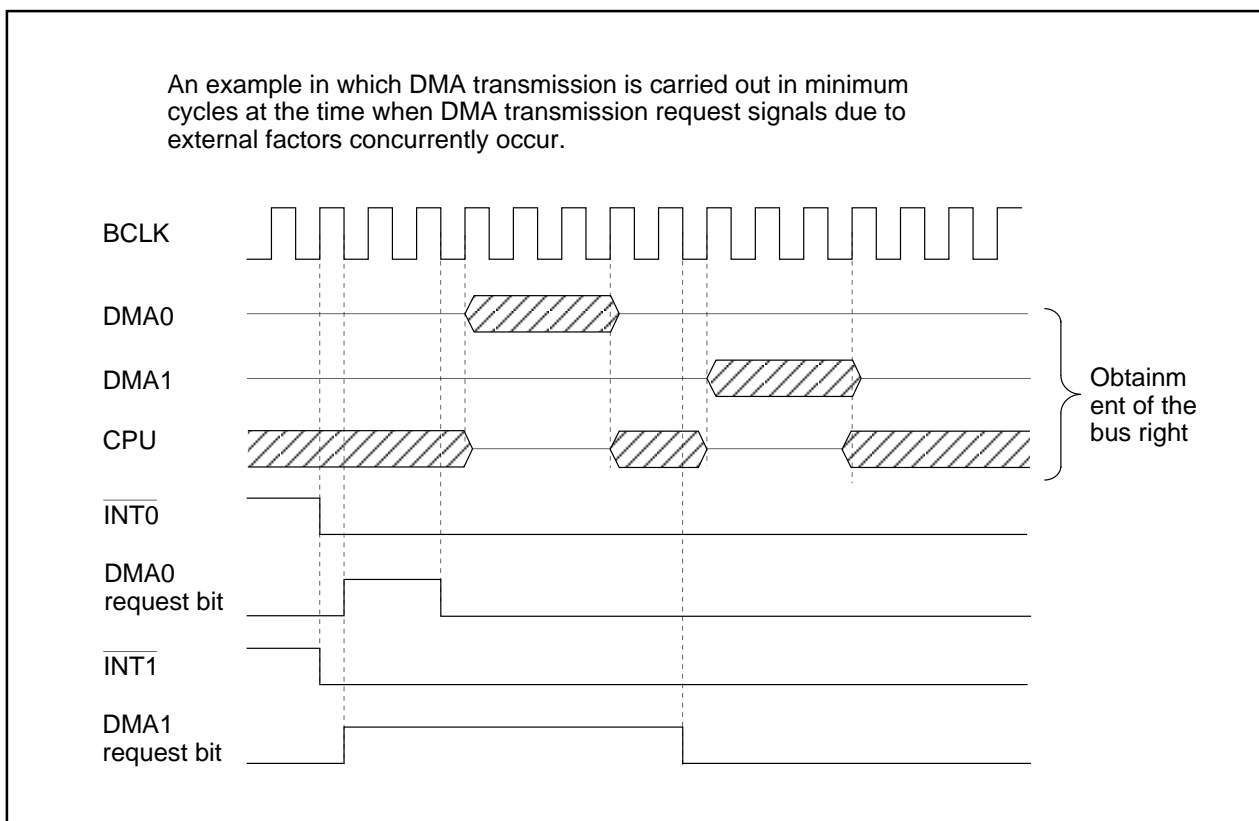 An example in which DMA transmission is carried out in minimum
cycles at the time when DMA transmission request signals due to
external factors concurrently occur.
BCLK
DMA0
DMA1
CPU
Obtainm
ent of the
bus right
INT0
DMA0
request bit
INT1
DMA1
request bit